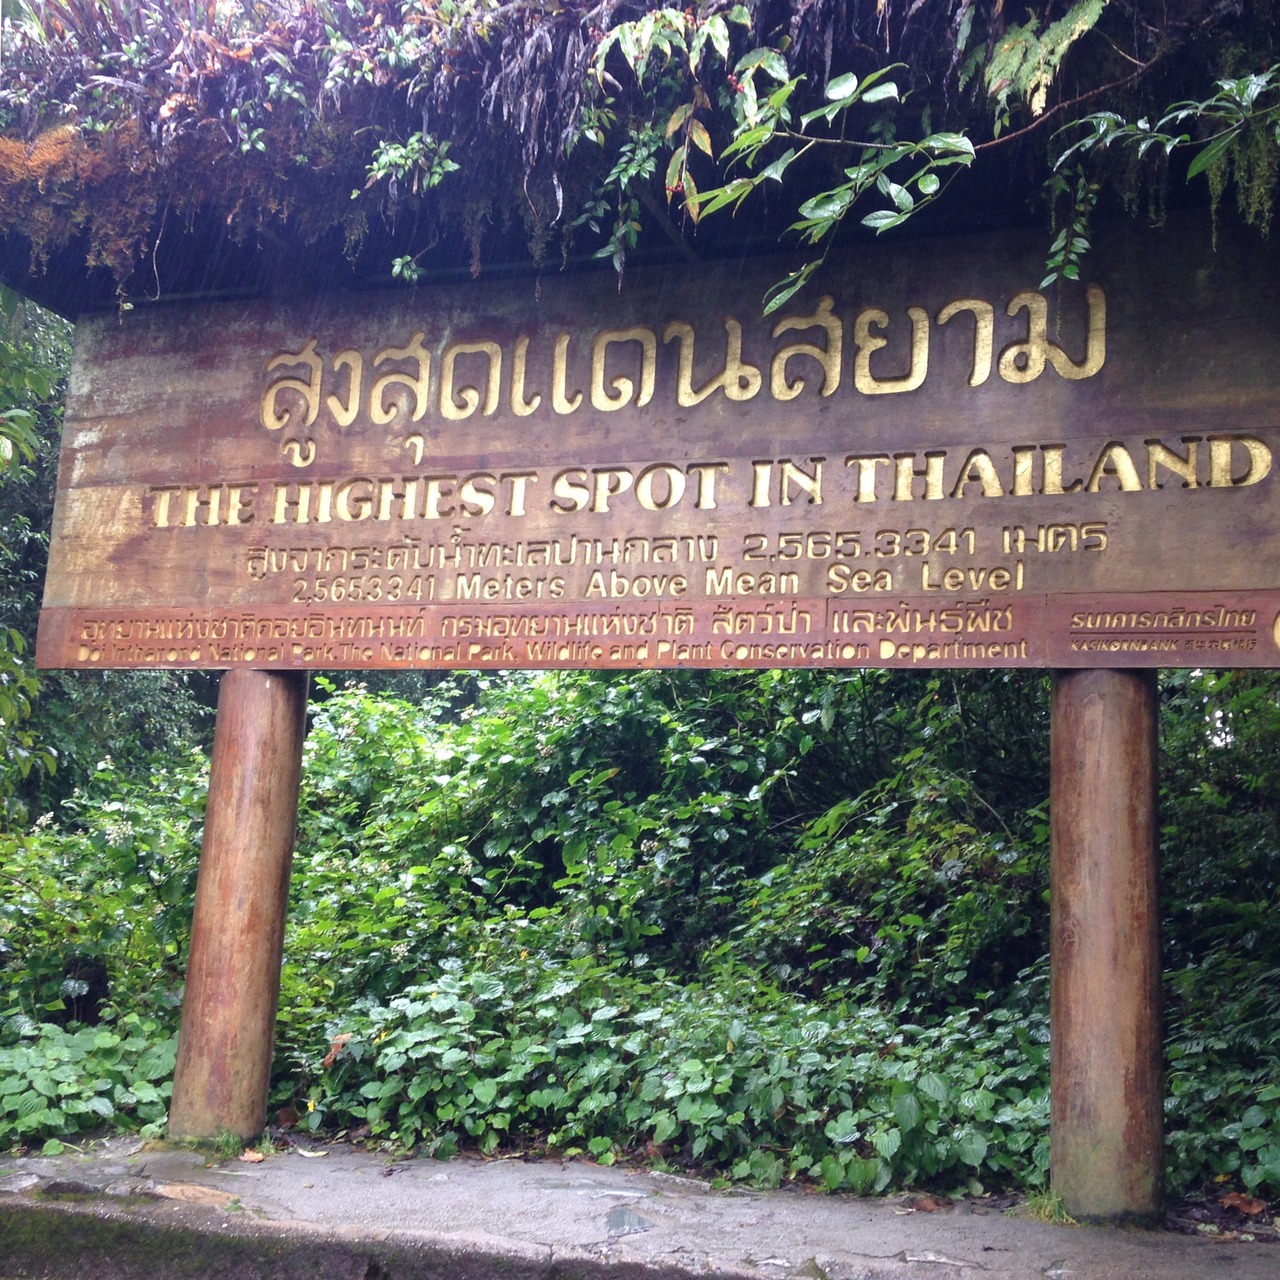 สูงสุดแดนสยาม
THE HIGHEST SPOT IN THAILAND
สูงจากระดับน้ำทะเลปานกลาง 2,565.3341 เมตร
2,565.3341 Meters Above Mean Sea Level
อุทยานแห่งชาติดอยอินทนนท์ กรมอุทยานแห่งชาติ สัตว์ป่า และพันธุ์พืช
Doi Inthanond National Park.The National Park, Wildlife and Plant Conservation Department
ธนาคารกสิกรไทย
KASIKORNBANK